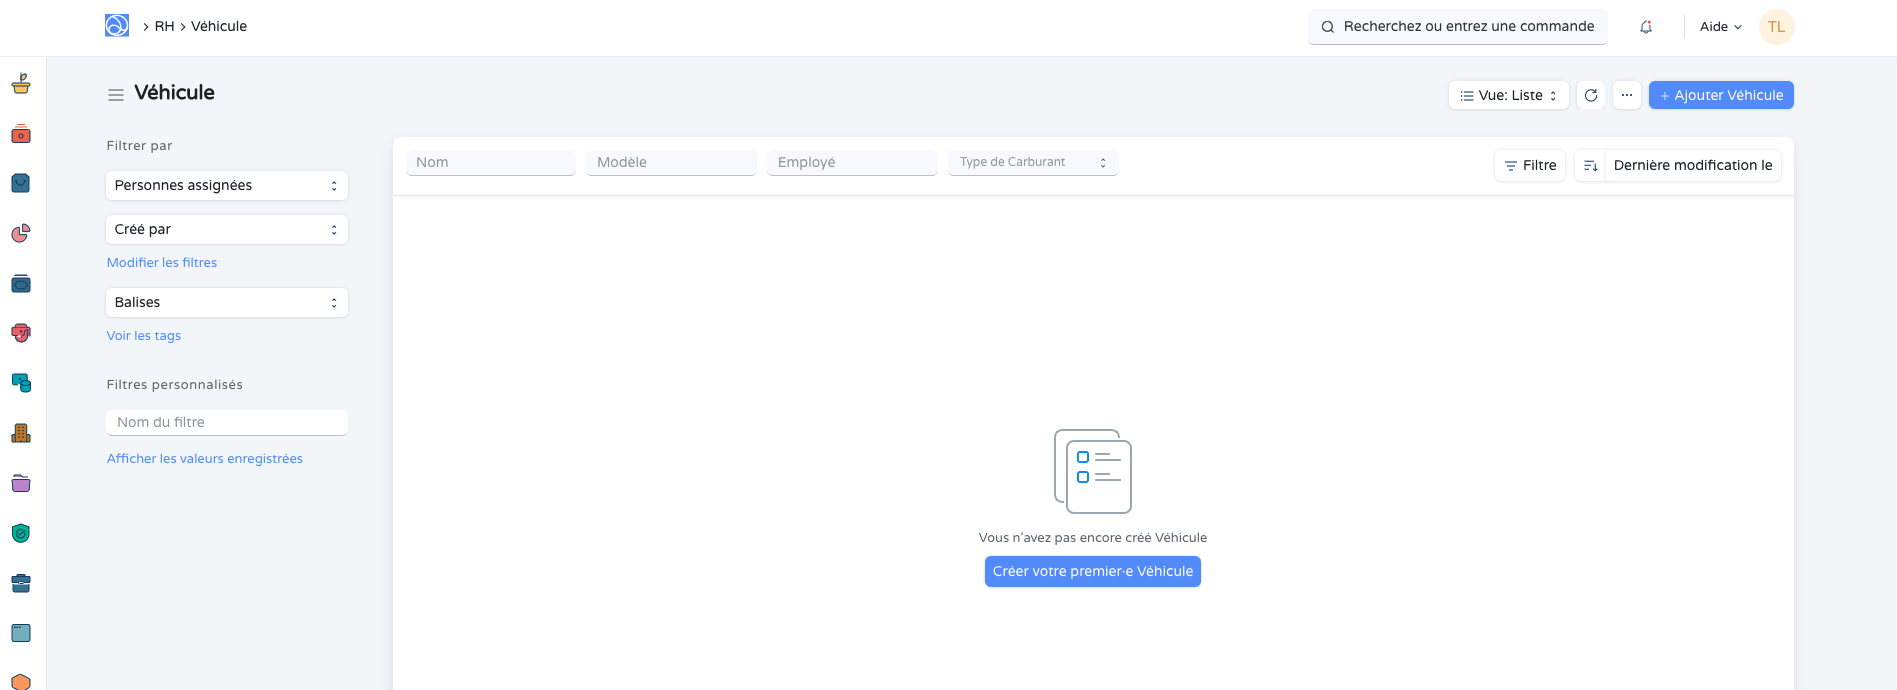 RH
Véhicule
Recherchez ou entrez une commande
Aide
TL
Véhicule
Vue: Liste
...
+ Ajouter Véhicule
Filtrer par
Personnes assignées
Créé par
Modifier les filtres
Balises
Voir les tags
Filtres personnalisés
Nom du filtre
Afficher les valeurs enregistrées
Nom
Modèle
Employé
Type de Carburant
Filtre
Dernière modification le
Vous n'avez pas encore créé Véhicule
Créer votre premier·e Véhicule